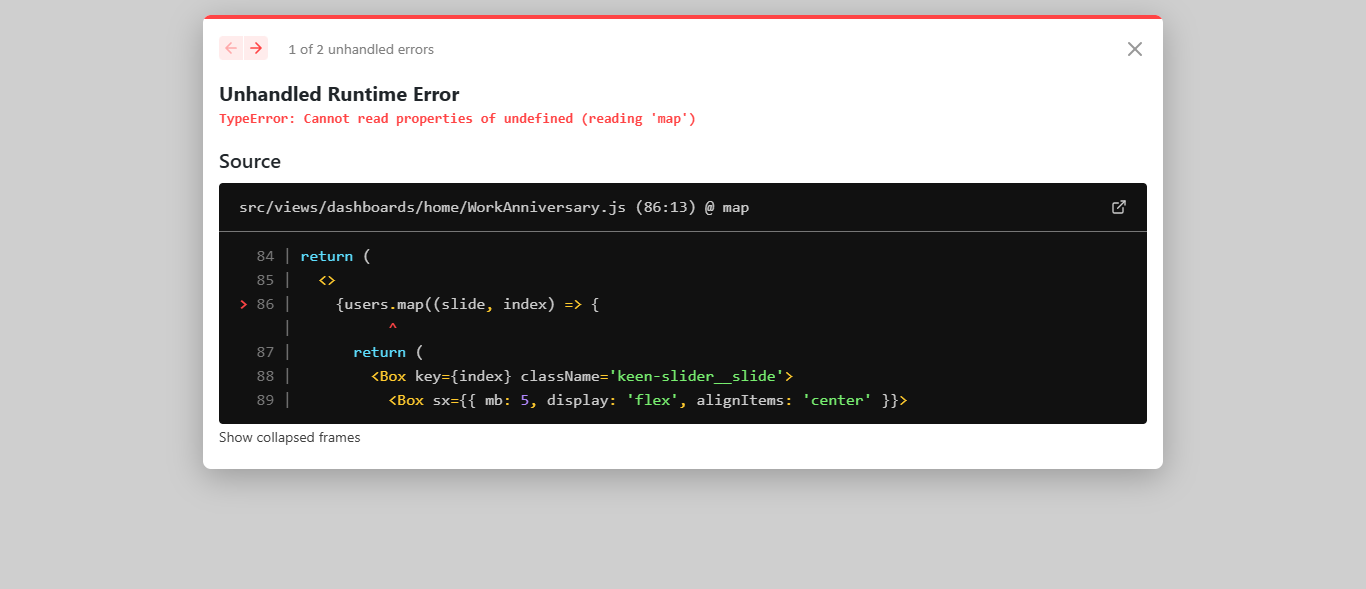 1 of 2 unhandled errors
Unhandled Runtime Error
TypeError: Cannot read properties of undefined (reading 'map')
Source
src/views/dashboards/home/WorkAnniversary.js (86:13) @ map
84 | return (
85 |   <>
> 86 |     {users.map((slide, index) => {
|           ^
87 |       return (
88 |         <Box key={index} className='keen-slider__slide'>
89 |           <Box sx={{ mb: 5, display: 'flex', alignItems: 'center' }}>
Show collapsed frames